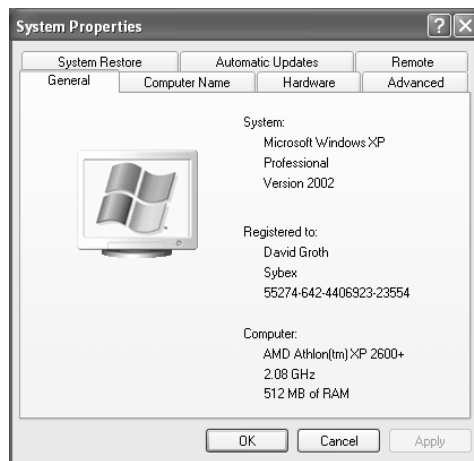 System Properties
System Restore Automatic Updates Remote
General Computer Name Hardware Advanced
System:
Microsoft Windows XP
Professional
Version 2002
Registered to:
David Groth
Sybex
55274-642-4406923-23554
Computer:
AMD Athlon(tm) XP 2600+
2.08 GHz
512 MB of RAM
OK Cancel Apply